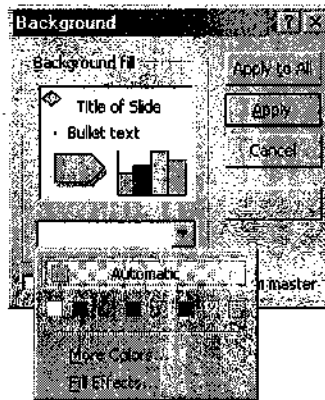 Background
Background fill
Apply to All
Title of Slide
Apply
Bullet text
Cancel
Automatic
master
More Colors...
Fill Effects...